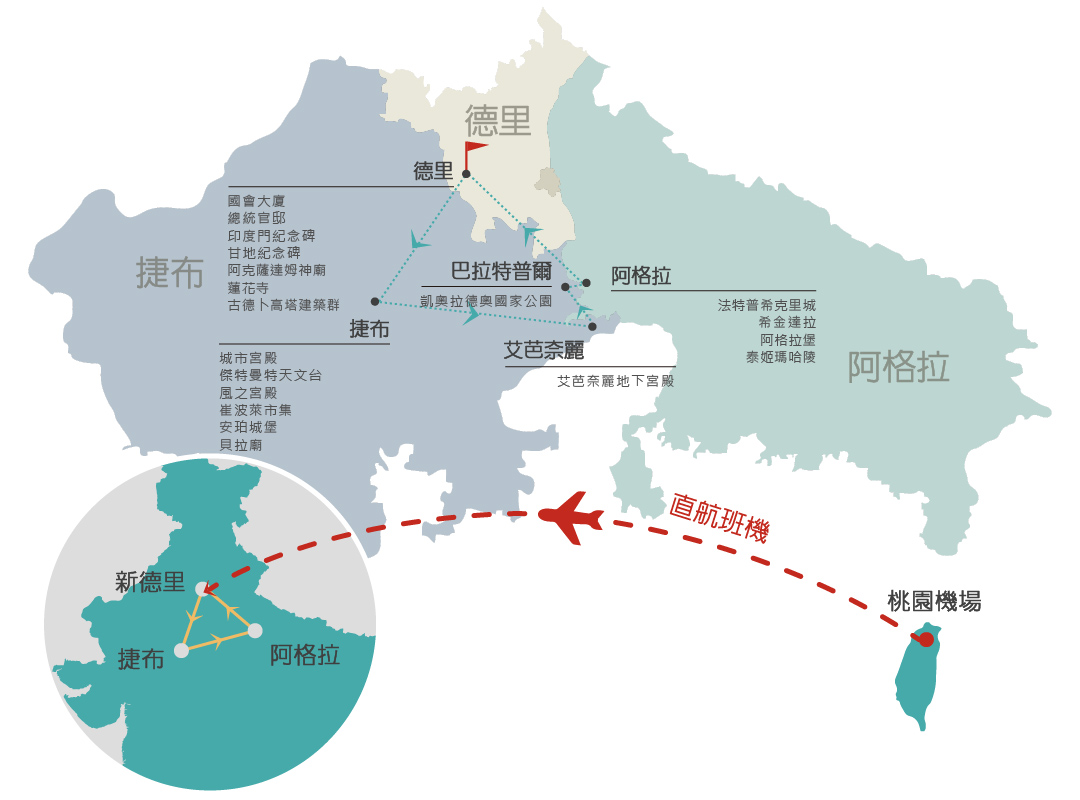 德里
德里
國會大廈
總統官邸
印度門紀念碑
甘地紀念碑
阿克薩達姆神廟
蓮花寺
古德卜高塔建築群
捷布
巴拉特普爾
凱奧拉德奧國家公園
阿格拉
法特普希克里城
希金達拉
阿格拉堡
泰姬瑪哈陵
捷布
城市宮殿
傑特曼特天文台
風之宮殿
崔波萊市集
安珀城堡
貝拉廟
艾芭奈麗
艾芭奈麗地下宮殿
阿格拉
直航班機
新德里
捷布
阿格拉
桃園機場